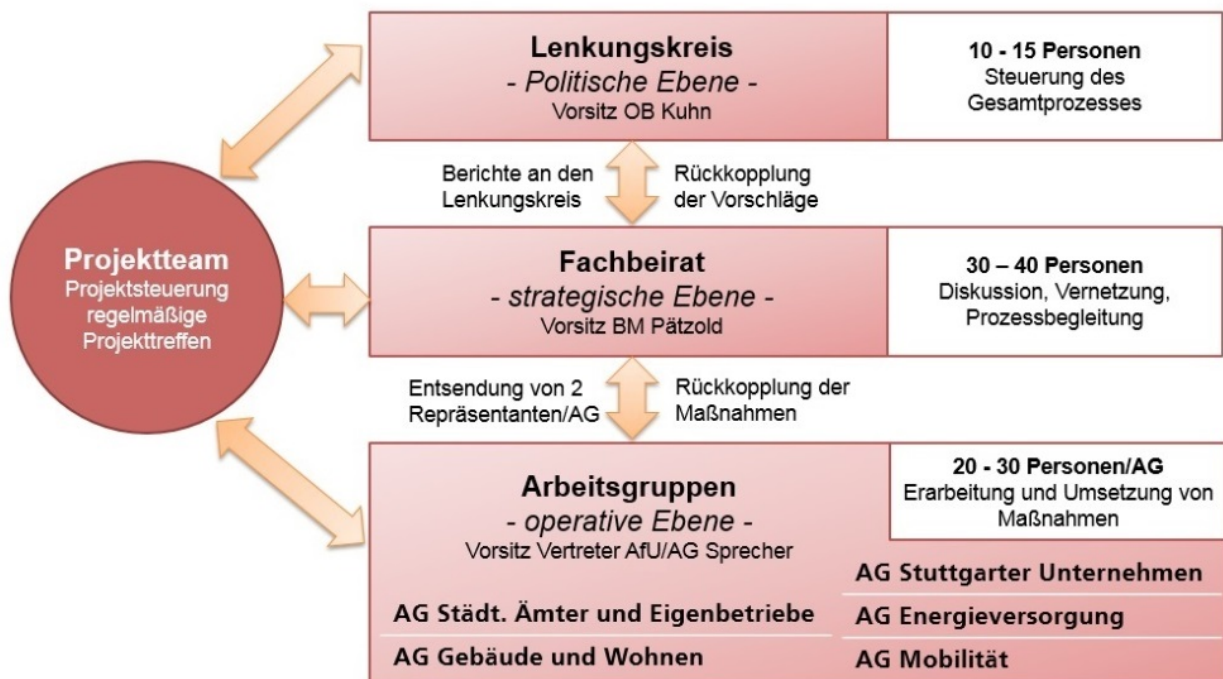 Lenkungskreis
- Politische Ebene -
Vorsitz OB Kuhn
10 - 15 Personen
Steuerung des
Gesamtprozesses
Berichte an den
Lenkungskreis
Rückkopplung
der Vorschläge
Projektteam
Projektsteuerung
regelmäßige
Projekttreffen
Fachbeirat
- strategische Ebene -
Vorsitz BM Pätzold
30 – 40 Personen
Diskussion, Vernetzung,
Prozessbegleitung
Entsendung von 2
Repräsentanten/AG
Rückkopplung der
Maßnahmen
Arbeitsgruppen
- operative Ebene -
Vorsitz Vertreter AfU/AG Sprecher
20 - 30 Personen/AG
Erarbeitung und Umsetzung von
Maßnahmen
AG Städt. Ämter und Eigenbetriebe
AG Gebäude und Wohnen
AG Stuttgarter Unternehmen
AG Energieversorgung
AG Mobilität